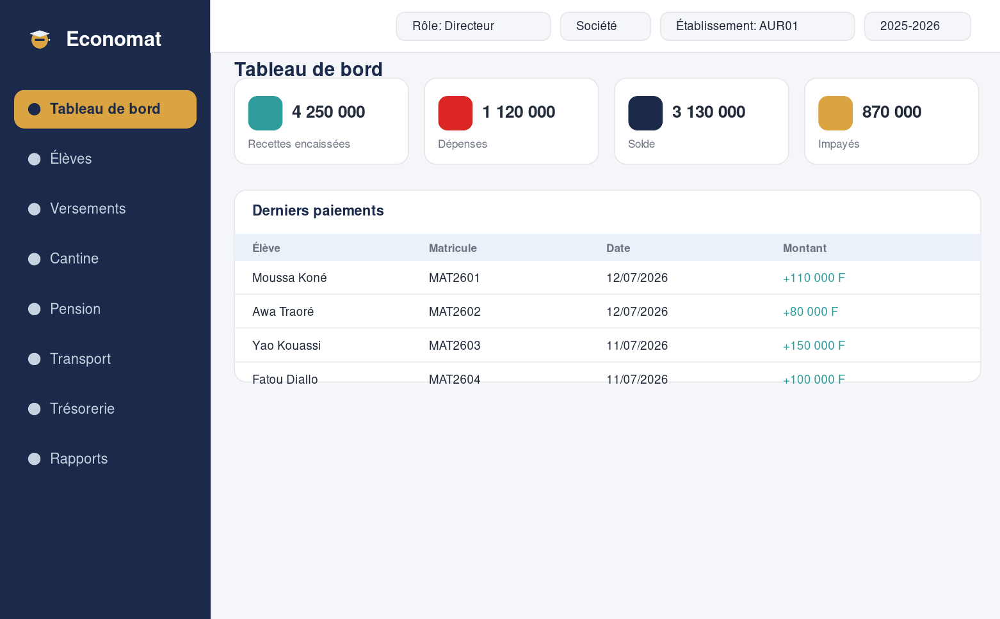 Economat
Tableau de bord
Élèves
Versements
Cantine
Pension
Transport
Trésorerie
Rapports
Rôle: Directeur
Société
Établissement: AUR01
2025-2026
Tableau de bord
4 250 000
Recettes encaissées
1 120 000
Dépenses
3 130 000
Solde
870 000
Impayés
Derniers paiements
Élève Matricule Date Montant
Moussa Koné MAT2601 12/07/2026 +110 000 F
Awa Traoré MAT2602 12/07/2026 +80 000 F
Yao Kouassi MAT2603 11/07/2026 +150 000 F
Fatou Diallo MAT2604 11/07/2026 +100 000 F